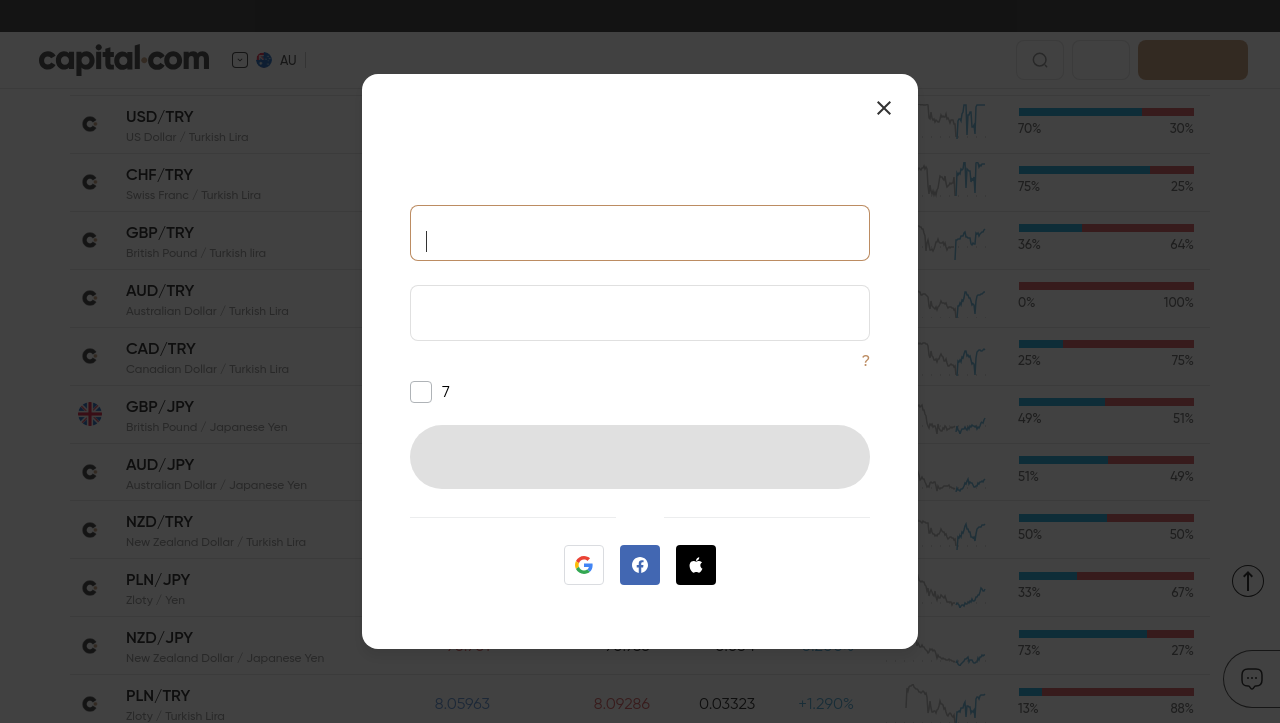 capital.com
AU
USD/TRY
US Dollar / Turkish Lira
70% 30%
CHF/TRY
Swiss Franc / Turkish Lira
75% 25%
GBP/TRY
British Pound / Turkish lira
36% 64%
AUD/TRY
Australian Dollar / Turkish Lira
0% 100%
CAD/TRY
Canadian Dollar / Turkish Lira
25% 75%
GBP/JPY
British Pound / Japanese Yen
49% 51%
AUD/JPY
Australian Dollar / Japanese Yen
51% 49%
NZD/TRY
New Zealand Dollar / Turkish Lira
50% 50%
PLN/JPY
Zloty / Yen
33% 67%
NZD/JPY
New Zealand Dollar / Japanese Yen
73% 27%
PLN/TRY
Zloty / Turkish Lira
8.05963 8.09286 0.03323 +1.290%
13% 88%
?
7